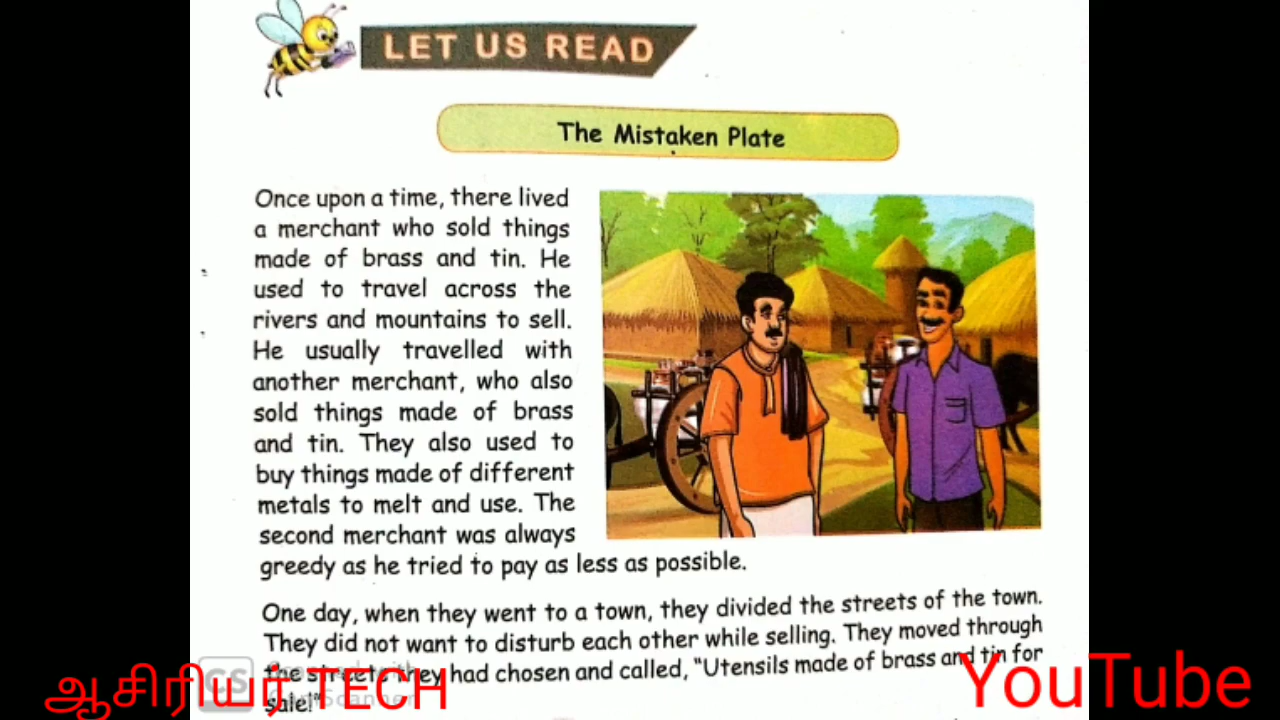 LET US READ
The Mistaken Plate
Once upon a time, there lived
a merchant who sold things
made of brass and tin. He
used to travel across the
rivers and mountains to sell.
He usually travelled with
another merchant, who also
sold things made of brass
and tin. They also used to
buy things made of different
metals to melt and use. The
second merchant was always
greedy as he tried to pay as less as possible.
One day, when they went to a town, they divided the streets of the town.
They did not want to disturb each other while selling. They moved through
the streets they had chosen and called, "Utensils made of brass and tin for
sale!"
CS
ஆசிரியர் TECH
YouTube